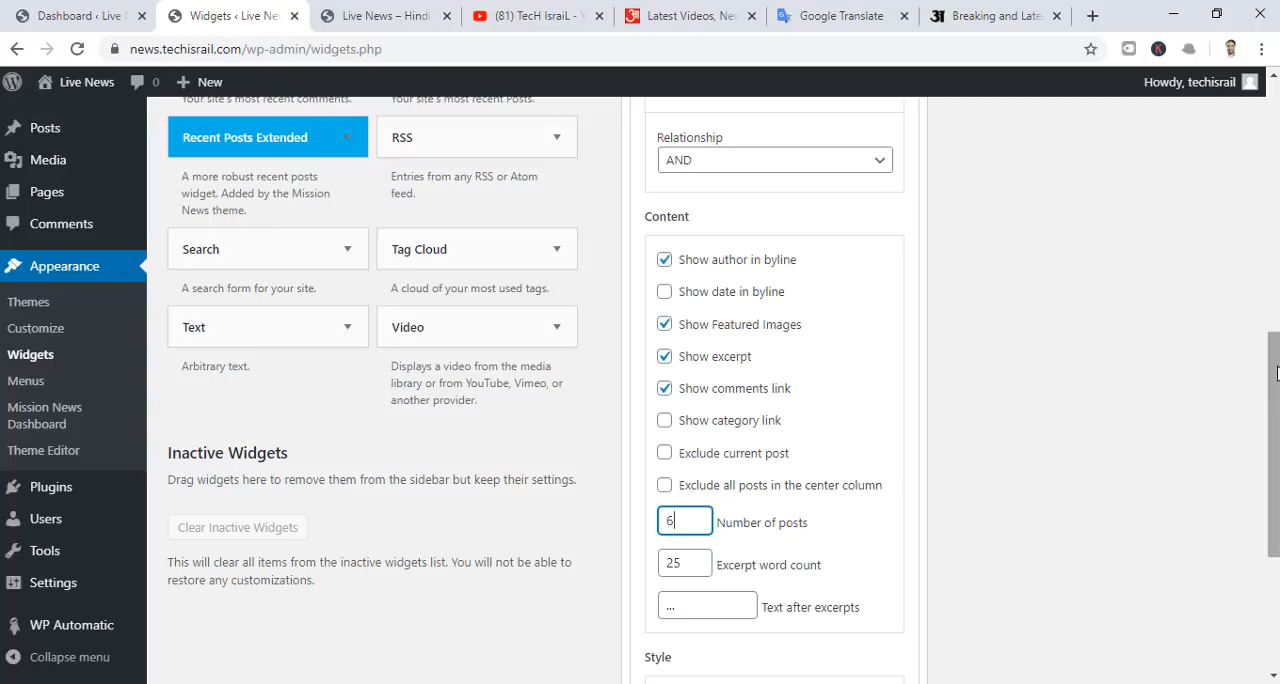 Dashboard ‹ Live
Widgets ‹ Live Ne
Live News – Hindi
(81) TecH IsraiL - Y
Latest Videos, New
Google Translate
Breaking and Late
news.techisrail.com/wp-admin/widgets.php
Live News
0
New
Howdy, techisrail
Posts
Media
Pages
Comments
Appearance
Themes
Customize
Widgets
Menus
Mission News
Dashboard
Theme Editor
Plugins
Users
Tools
Settings
WP Automatic
Collapse menu
Your site's most recent comments.
Your site's most recent Posts.
Recent Posts Extended
RSS
A more robust recent posts
widget. Added by the Mission
News theme.
Entries from any RSS or Atom
feed.
Search
Tag Cloud
A search form for your site.
A cloud of your most used tags.
Text
Video
Arbitrary text.
Displays a video from the media
library or from YouTube, Vimeo, or
another provider.
Inactive Widgets
Drag widgets here to remove them from the sidebar but keep their settings.
Clear Inactive Widgets
This will clear all items from the inactive widgets list. You will not be able to
restore any customizations.
Relationship
AND
Content
Show author in byline
Show date in byline
Show Featured Images
Show excerpt
Show comments link
Show category link
Exclude current post
Exclude all posts in the center column
6 Number of posts
25 Excerpt word count
... Text after excerpts
Style